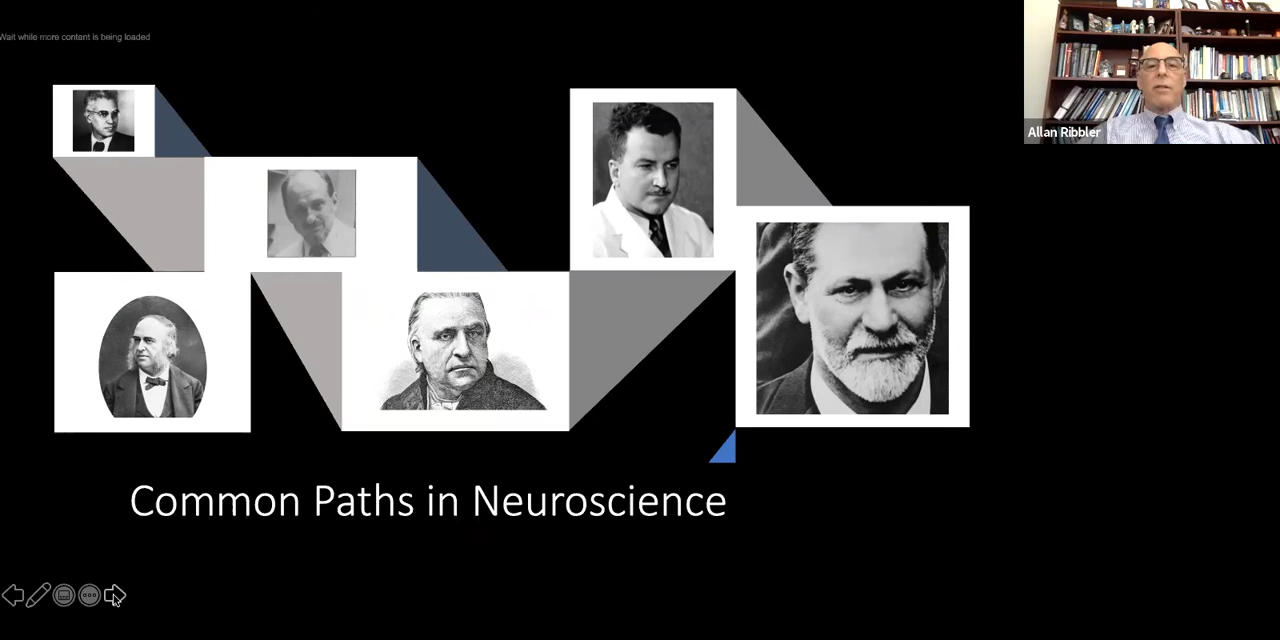 Wait while more content is being loaded
Allan Ribbler
Common Paths in Neuroscience